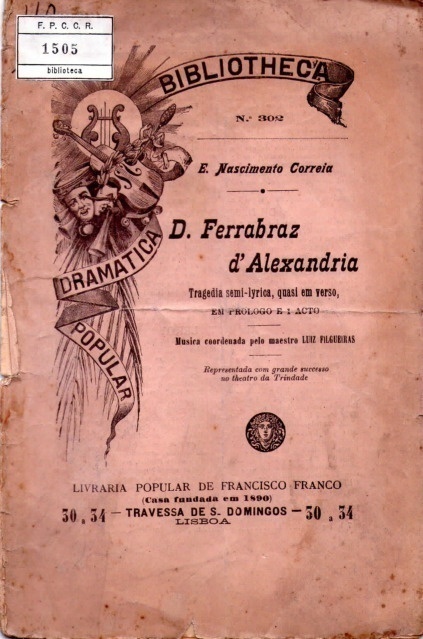 F. P. C. C. R.
1505
biblioteca
BIBLIOTHECA
DRAMATICA
POPULAR
N.º 302
E. Nascimento Correia
D. Ferrabraz
d'Alexandria
Tragedia semi-lyrica, quasi em verso,
EM PROLOGO E 1 ACTO
Musica coordenada pelo maestro LUIZ FILGUEIRAS
Representada com grande successo
no theatro da Trindade
LIVRARIA POPULAR DE FRANCISCO FRANCO
(Casa fundada em 1890)
30 a 34 — TRAVESSA DE S. DOMINGOS — 30 a 34
LISBOA